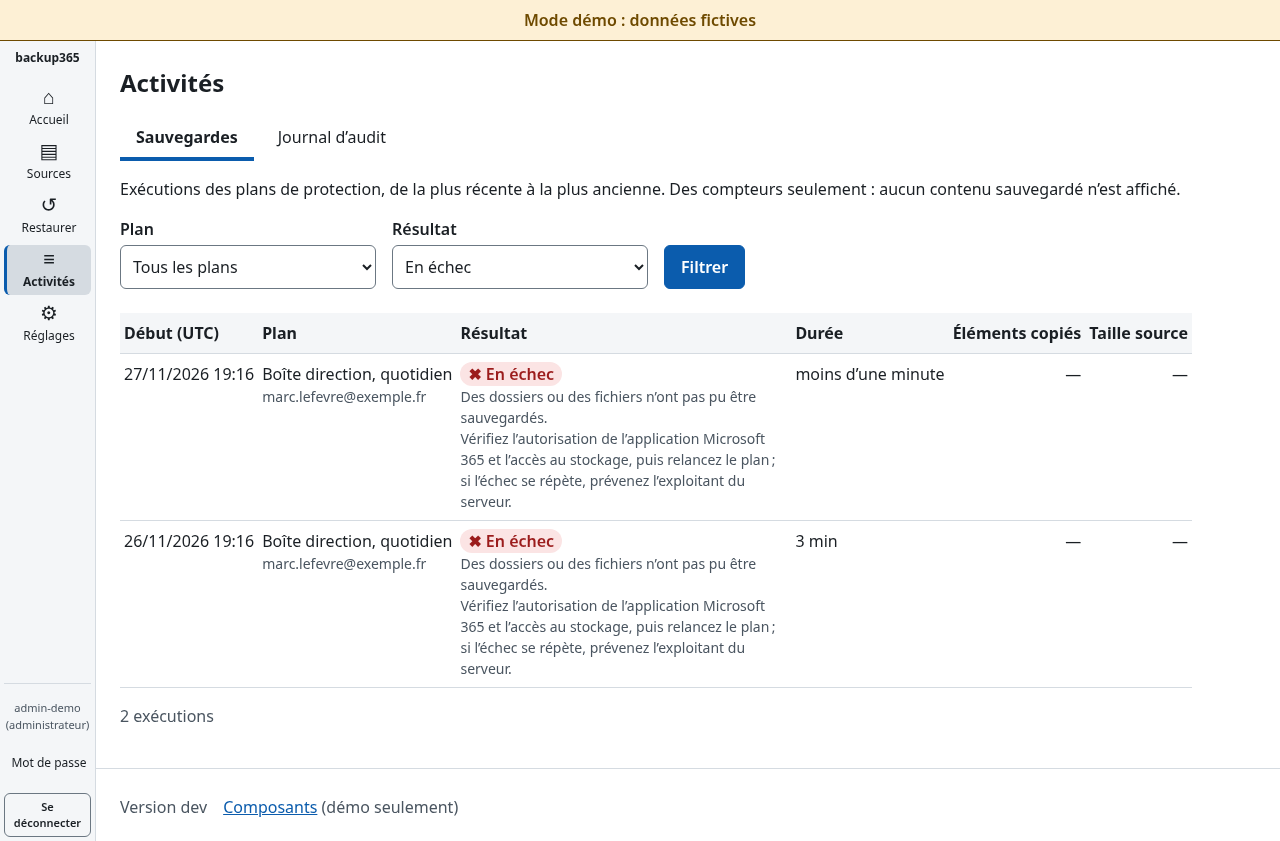 Mode démo : données fictives
backup365
Accueil
Sources
Restaurer
Activités
Réglages
admin-demo
(administrateur)
Mot de passe
Se
déconnecter
Activités
Sauvegardes
Journal d’audit
Exécutions des plans de protection, de la plus récente à la plus ancienne. Des compteurs seulement : aucun contenu sauvegardé n’est affiché.
Plan
Résultat
Tous les plans
En échec
Filtrer
Début (UTC) Plan Résultat Durée Éléments copiés Taille source
27/11/2026 19:16 Boîte direction, quotidien ✖ En échec moins d’une minute — —
marc.lefevre@exemple.fr Des dossiers ou des fichiers n’ont pas pu être
sauvegardés.
Vérifiez l’autorisation de l’application Microsoft
365 et l’accès au stockage, puis relancez le plan ;
si l’échec se répète, prévenez l’exploitant du
serveur.
26/11/2026 19:16 Boîte direction, quotidien ✖ En échec 3 min — —
marc.lefevre@exemple.fr Des dossiers ou des fichiers n’ont pas pu être
sauvegardés.
Vérifiez l’autorisation de l’application Microsoft
365 et l’accès au stockage, puis relancez le plan ;
si l’échec se répète, prévenez l’exploitant du
serveur.
2 exécutions
Version dev Composants (démo seulement)